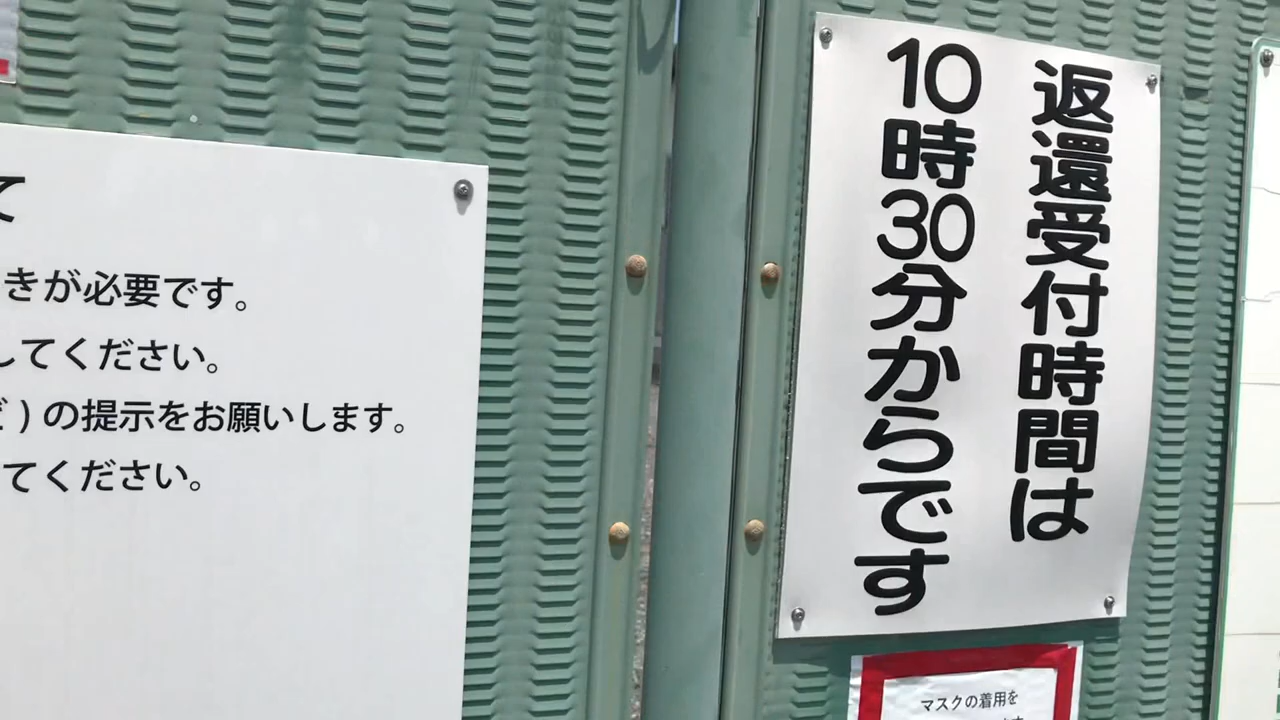 て
きが必要です。
してください。
)の提示をお願いします。
てください。
返還受付時間は
10時30分からです
マスクの着用を